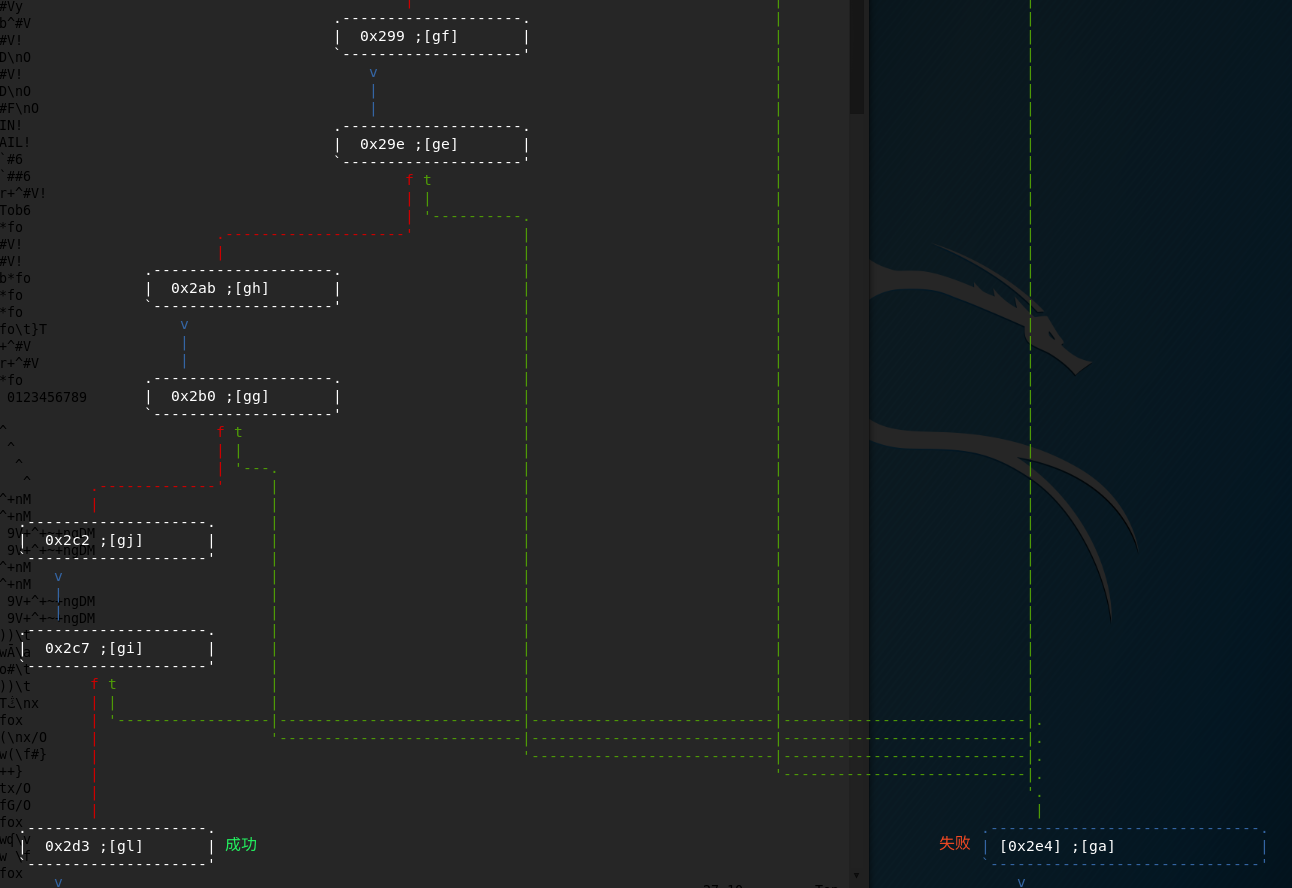 #Vy
b^#V
#V!
0x299 ;[gf]
D\nO
#V!
v
D\nO
#F\nO
IN!
AIL!
0x29e ;[ge]
`#6
`##6
f t
r+^#V!
Tob6
*fo
#V!
#V!
b*fo
0x2ab ;[gh]
*fo
*fo
fo\t}T
v
+^#V
r+^#V
*fo
0123456789
0x2b0 ;[gg]
^
f t
^
^
^
^+nM
^+nM
9V+^+~+ngDM
0x2c2 ;[gj]
9V+^+~+ngDM
^+nM
v
^+nM
9V+^+~+ngDM
9V+^+~+ngDM
))\t
0x2c7 ;[gi]
o#\t
))\t
f t
fox
(\nx/O
w(\f#}
++}
tx/O
fG/O
fox
0x2d3 ;[gl] 成功
失败 [0x2e4] ;[ga]
fox
v
v